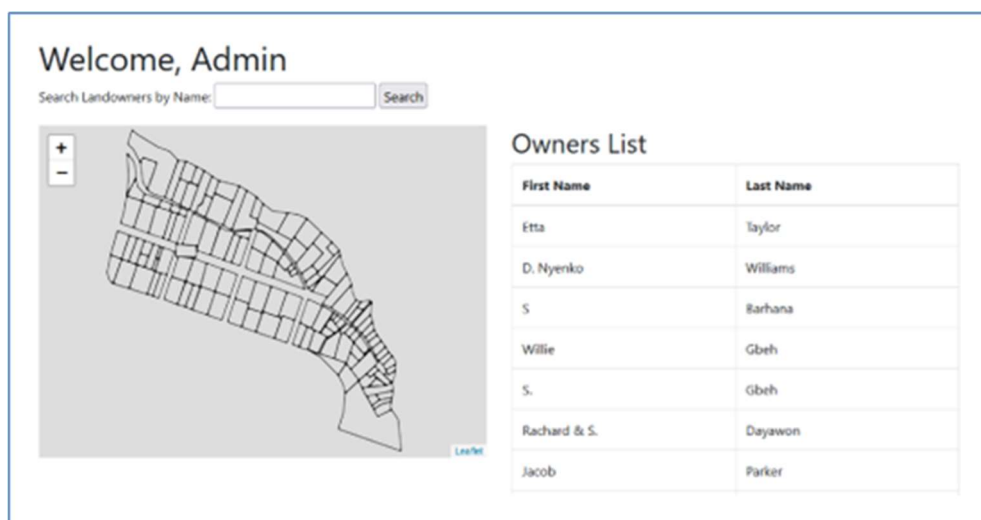 Welcome, Admin
Search Landowners by Name: Search
+
−
Leaflet
Owners List
First Name Last Name
Etta Taylor
D. Nyenko Williams
S Barhana
Willie Gbeh
S. Gbeh
Rachard & S. Dayawon
Jacob Parker